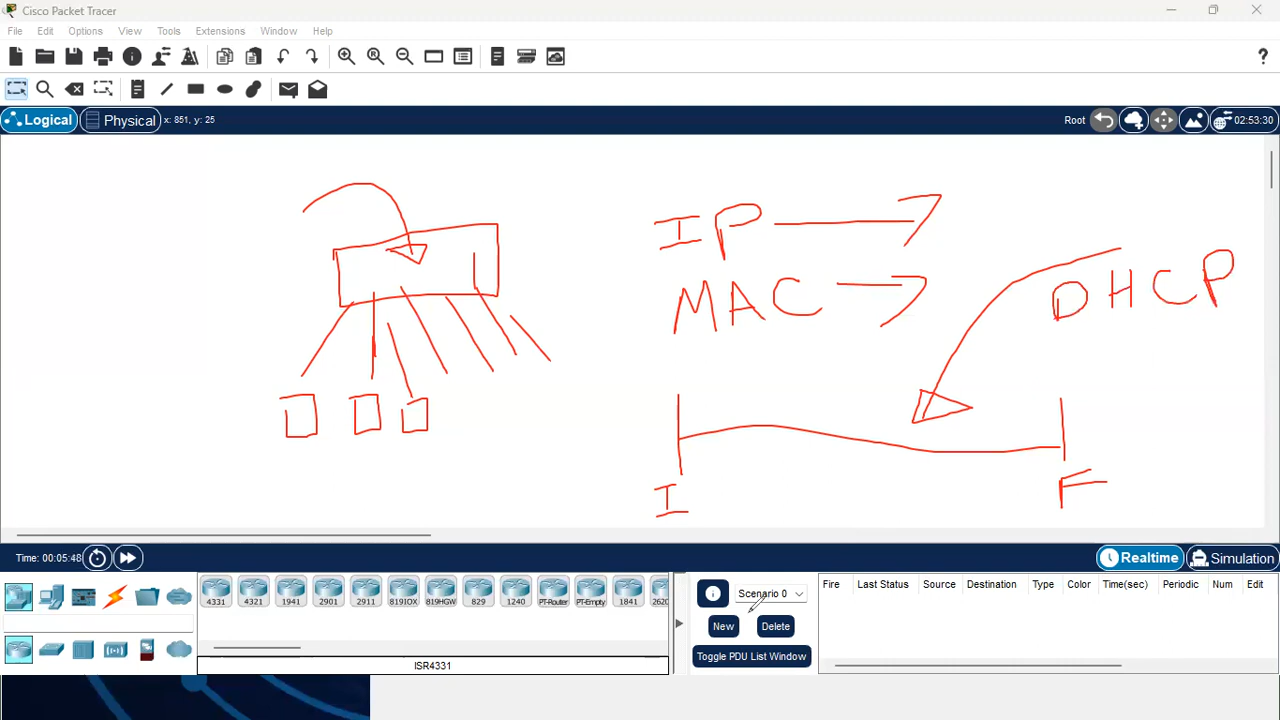 Cisco Packet Tracer
File Edit Options View Tools Extensions Window Help
?
Logical Physical x: 851, y: 25 Root 02:53:30
IP
MAC
DHCP
I F
Time: 00:05:48 Realtime Simulation
4331 4321 1941 2901 2911 819IOX 819HGW 829 1240 PT-Router PT-Empty 1841 2620
Scenario 0
New Delete
Toggle PDU List Window
Fire Last Status Source Destination Type Color Time(sec) Periodic Num Edit
ISR4331